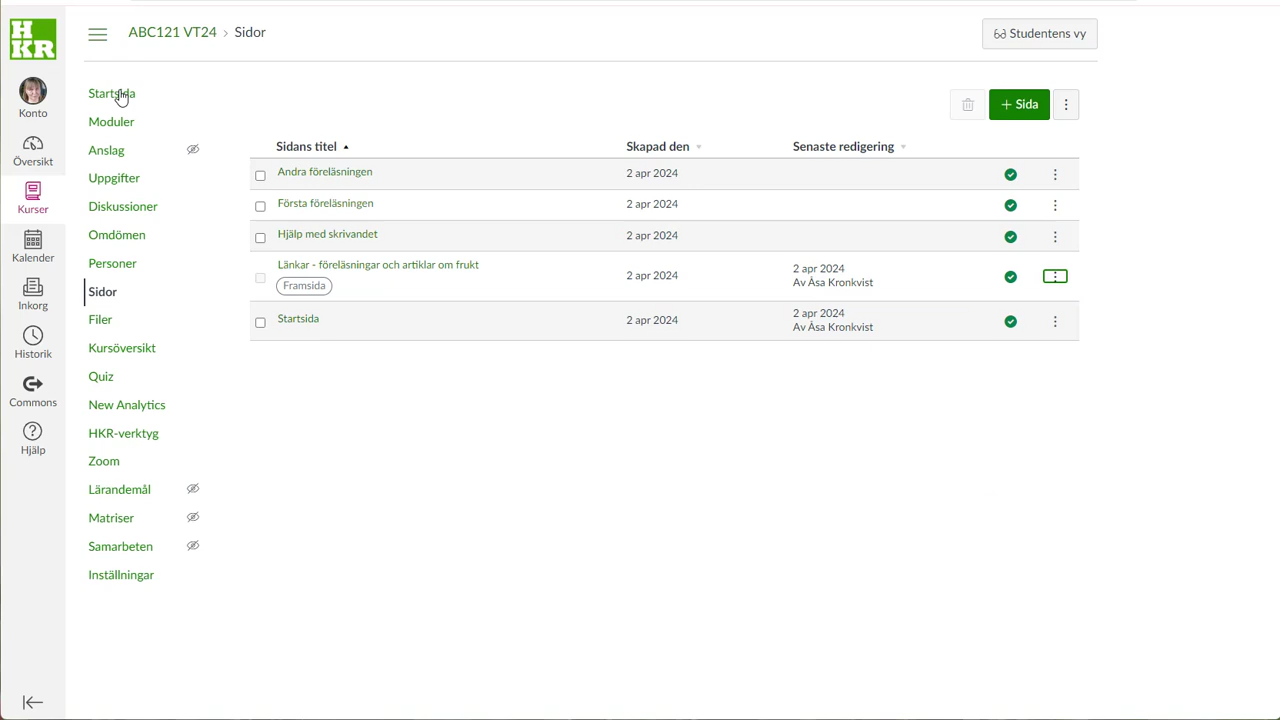 HKR
ABC121 VT24 › Sidor
Studentens vy
Konto
Översikt
Kurser
Kalender
Inkorg
Historik
Commons
Hjälp
Startsida
Moduler
Anslag
Uppgifter
Diskussioner
Omdömen
Personer
Sidor
Filer
Kursöversikt
Quiz
New Analytics
HKR-verktyg
Zoom
Lärandemål
Matriser
Samarbeten
Inställningar
+ Sida
Sidans titel Skapad den Senaste redigering
Andra föreläsningen 2 apr 2024
Första föreläsningen 2 apr 2024
Hjälp med skrivandet 2 apr 2024
Länkar - föreläsningar och artiklar om frukt
Framsida
2 apr 2024
2 apr 2024
Av Åsa Kronkvist
Startsida 2 apr 2024
2 apr 2024
Av Åsa Kronkvist